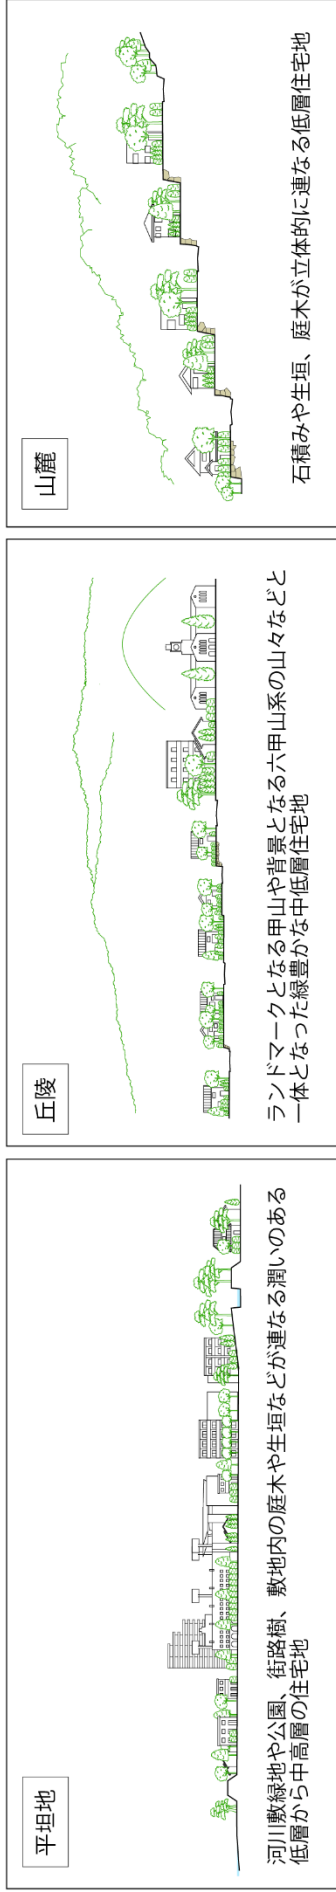 平坦地
河川敷緑地や公園、街路樹、敷地内の庭木や生垣などが連なる潤いのある
低層から中高層の住宅地
丘陵
ランドマークとなる甲山や背景となる六甲山系の山々などと
一体となった緑豊かな中低層住宅地
山麓
石積みや生垣、庭木が立体的に連なる低層住宅地